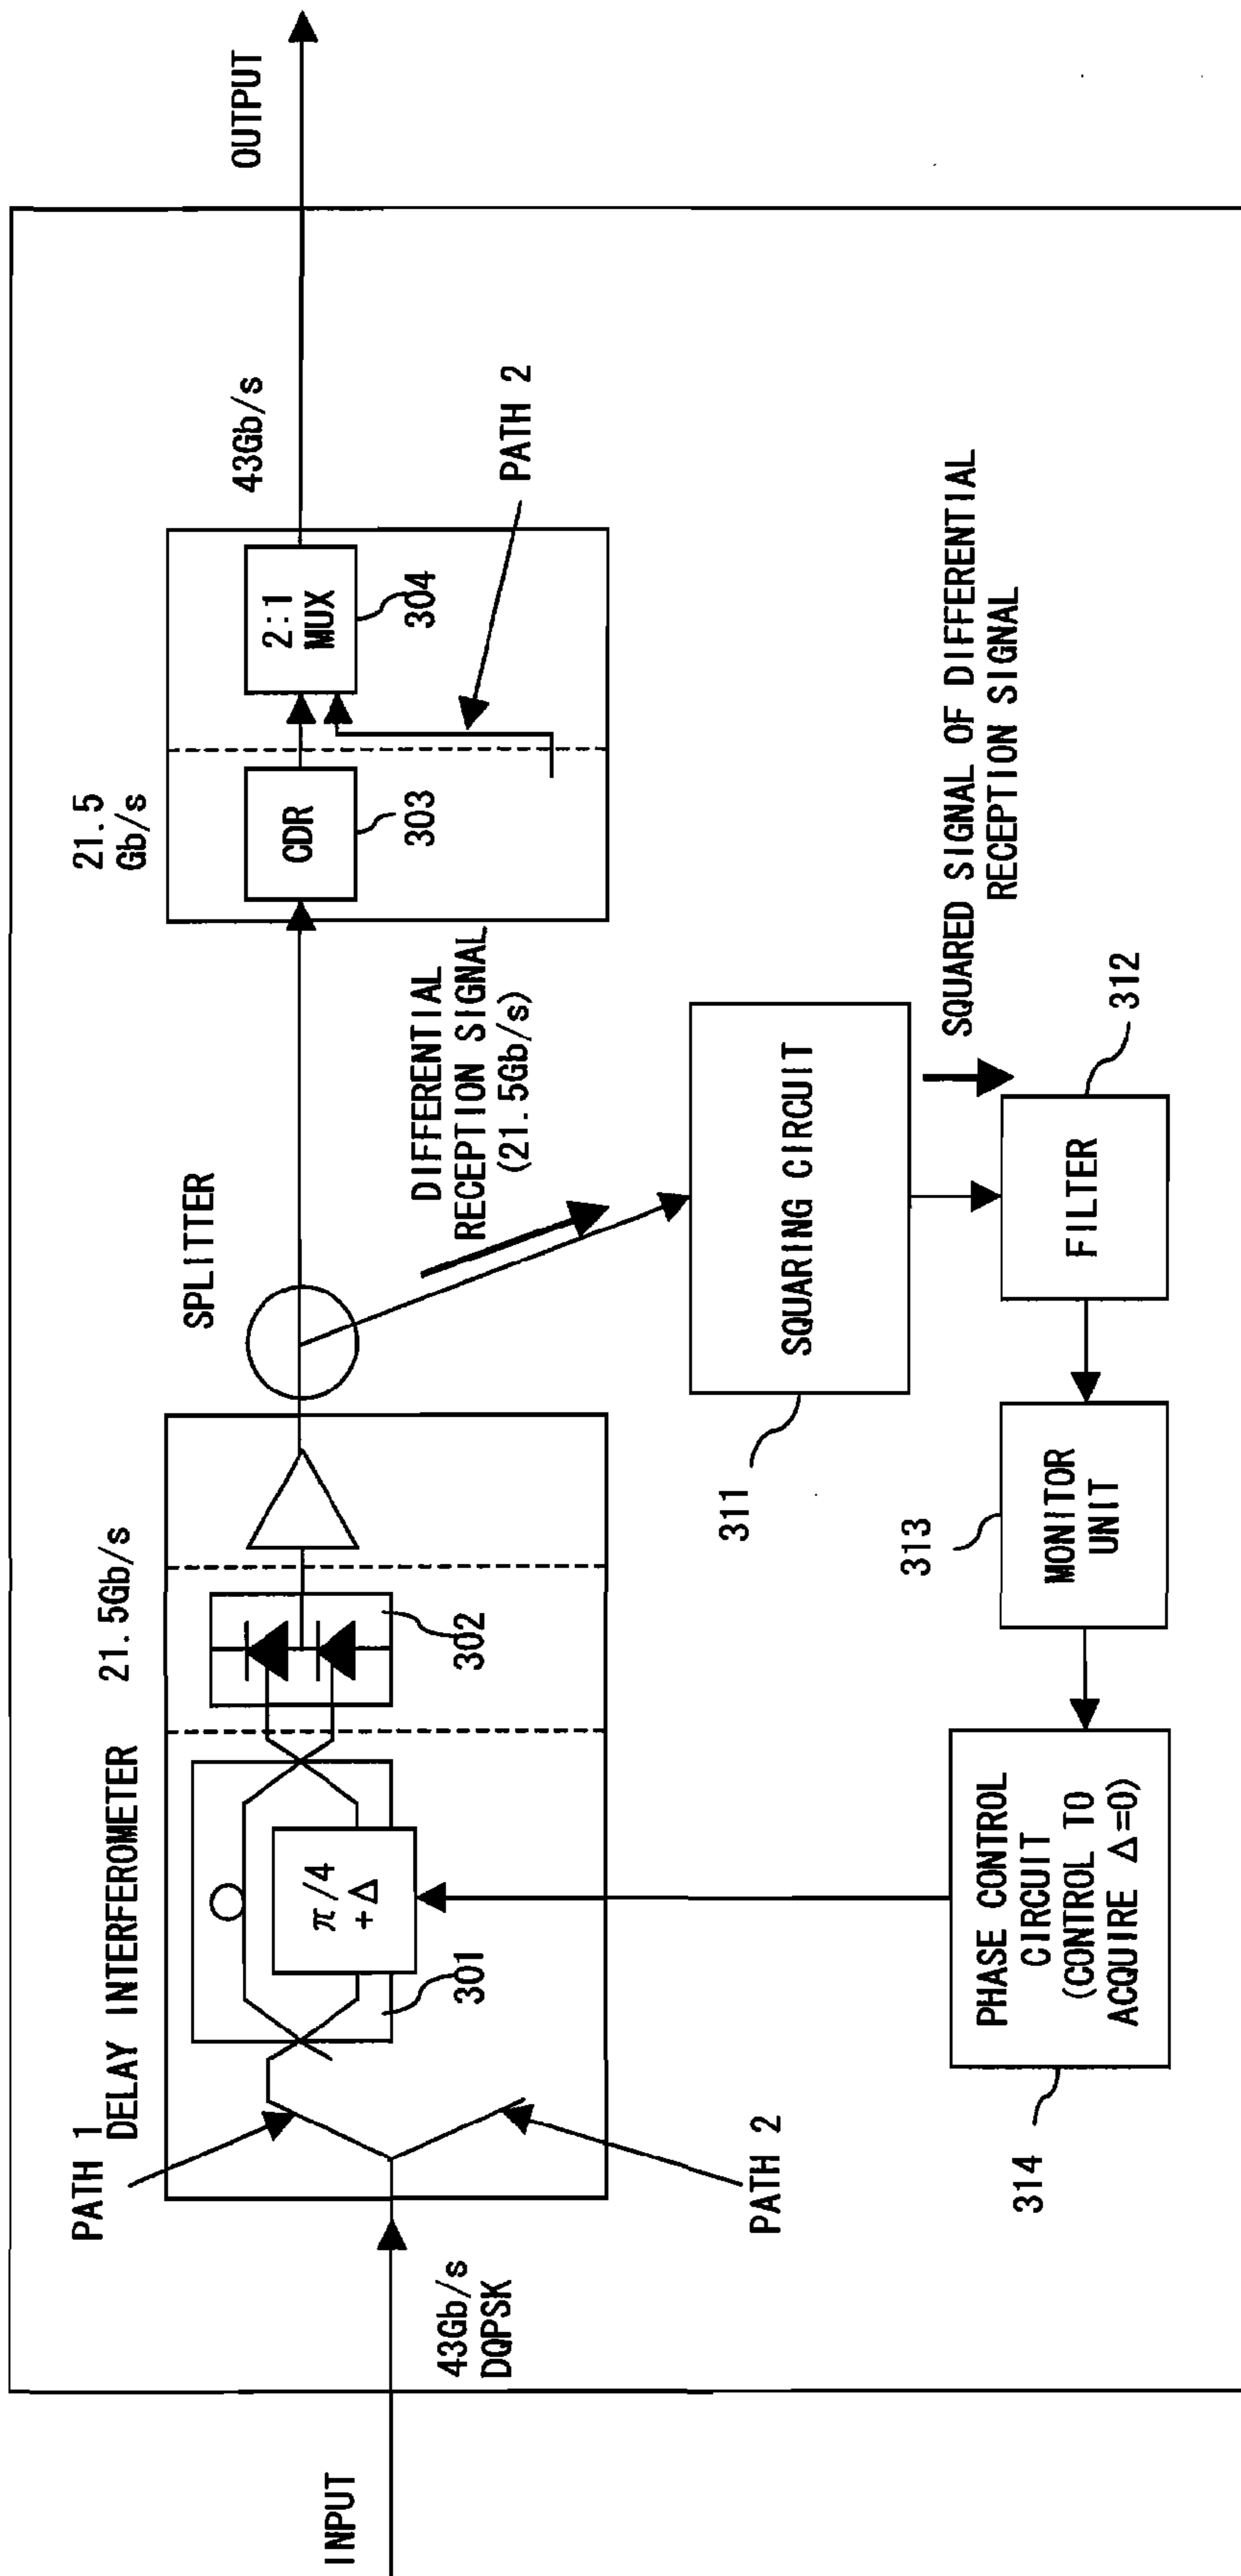 INPUT
43Gb/s
DQPSK
PATH 1
DELAY INTERFEROMETER
21.5Gb/s
π/4
+Δ
301
302
PATH 2
SPLITTER
DIFFERENTIAL
RECEPTION SIGNAL
(21.5Gb/s)
21.5
Gb/s
CDR
303
2:1
MUX
304
PATH 2
43Gb/s
OUTPUT
SQUARING CIRCUIT
311
SQUARED SIGNAL OF DIFFERENTIAL
RECEPTION SIGNAL
FILTER
312
MONITOR
UNIT
313
PHASE CONTROL
CIRCUIT
(CONTROL TO
ACQUIRE Δ=0)
314